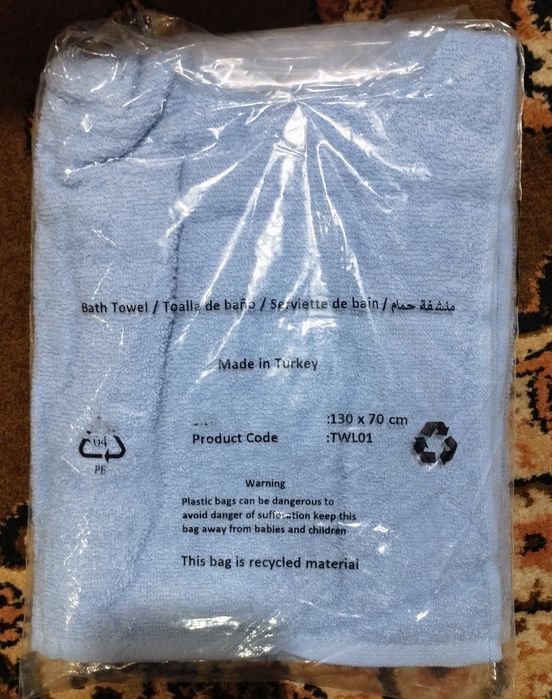 Bath Towel / Toalla de baño / Serviette de bain / منشفة حمام
Made in Turkey
:130 x 70 cm
Product Code :TWL01
04
PE
Warning
Plastic bags can be dangerous to
avoid danger of suffocation keep this
bag away from babies and children
This bag is recycled material